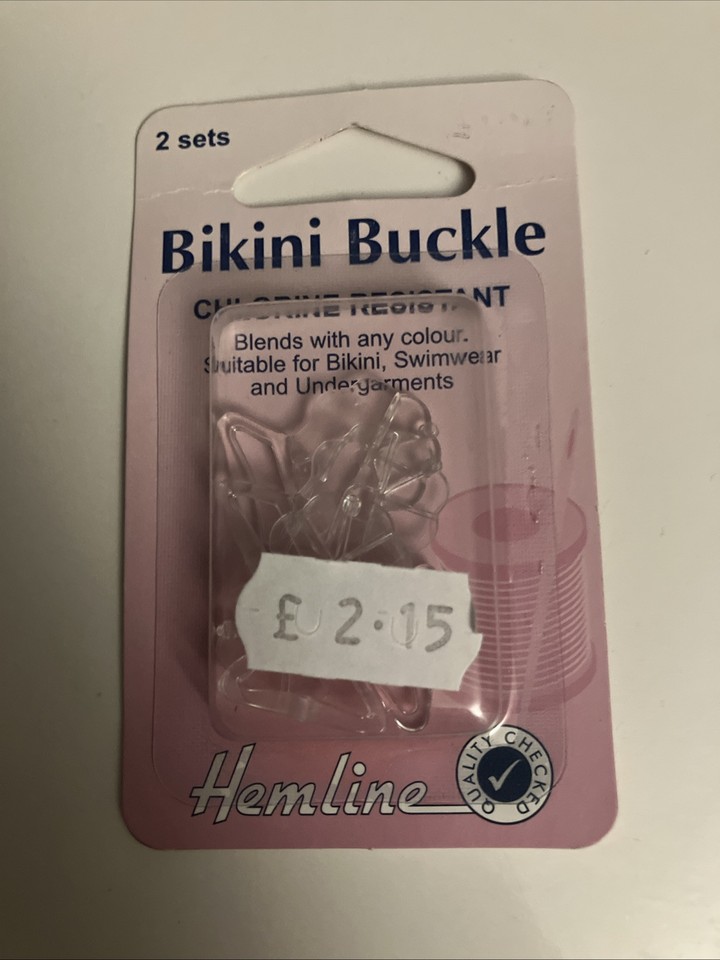 2 sets
Bikini Buckle
CHLORINE RESISTANT
Blends with any colour.
Suitable for Bikini, Swimwear
and Undergarments
£ 2.15
Hemline
QUALITY CHECKED